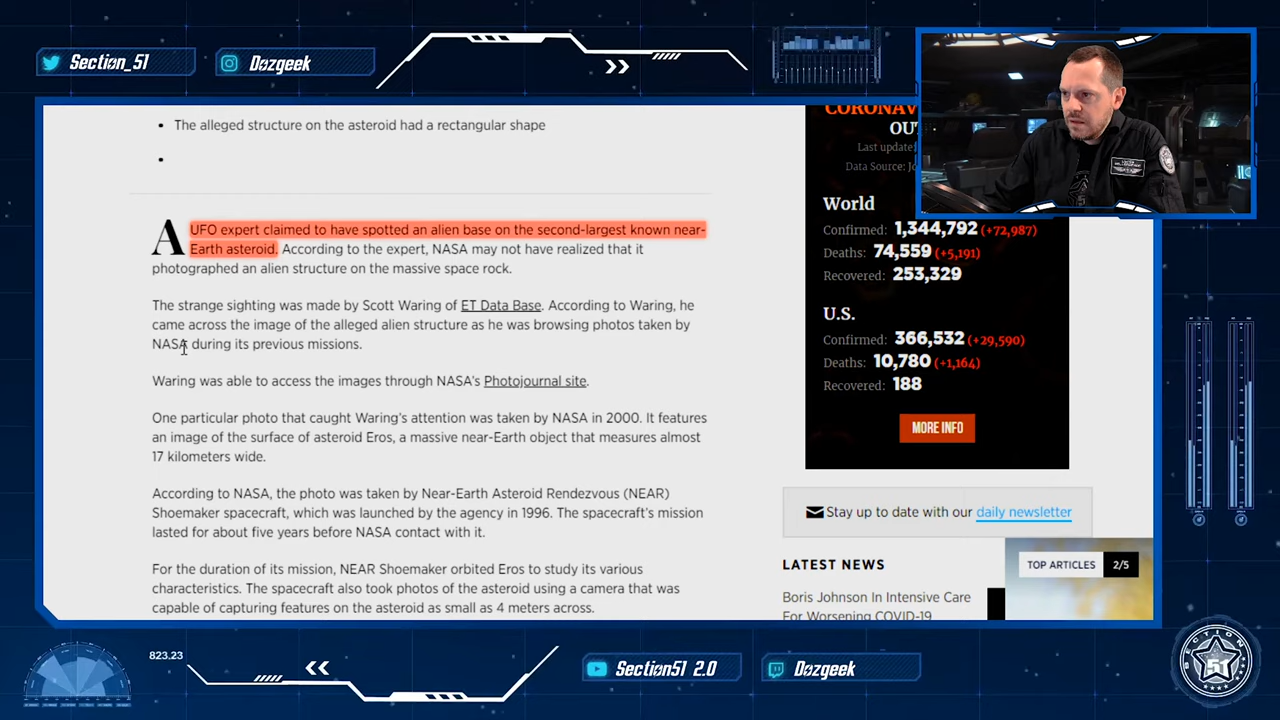 Section_51
Dazgeek
• The alleged structure on the asteroid had a rectangular shape
•
A UFO expert claimed to have spotted an alien base on the second-largest known near-
Earth asteroid. According to the expert, NASA may not have realized that it
photographed an alien structure on the massive space rock.
The strange sighting was made by Scott Waring of ET Data Base. According to Waring, he
came across the image of the alleged alien structure as he was browsing photos taken by
NASA during its previous missions.
Waring was able to access the images through NASA's Photojournal site.
One particular photo that caught Waring's attention was taken by NASA in 2000. It features
an image of the surface of asteroid Eros, a massive near-Earth object that measures almost
17 kilometers wide.
According to NASA, the photo was taken by Near-Earth Asteroid Rendezvous (NEAR)
Shoemaker spacecraft, which was launched by the agency in 1996. The spacecraft's mission
lasted for about five years before NASA contact with it.
For the duration of its mission, NEAR Shoemaker orbited Eros to study its various
characteristics. The spacecraft also took photos of the asteroid using a camera that was
capable of capturing features on the asteroid as small as 4 meters across.
Last update
Data Source:
World
Confirmed: 1,344,792 (+72,987)
Deaths: 74,559 (+5,191)
Recovered: 253,329
U.S.
Confirmed: 366,532 (+29,590)
Deaths: 10,780 (+1,164)
Recovered: 188
MORE INFO
Stay up to date with our daily newsletter
LATEST NEWS
TOP ARTICLES 2/5
Boris Johnson In Intensive Care
For Worsening COVID-19
823.23
Section51 2.0
Dazgeek
SECTION
51